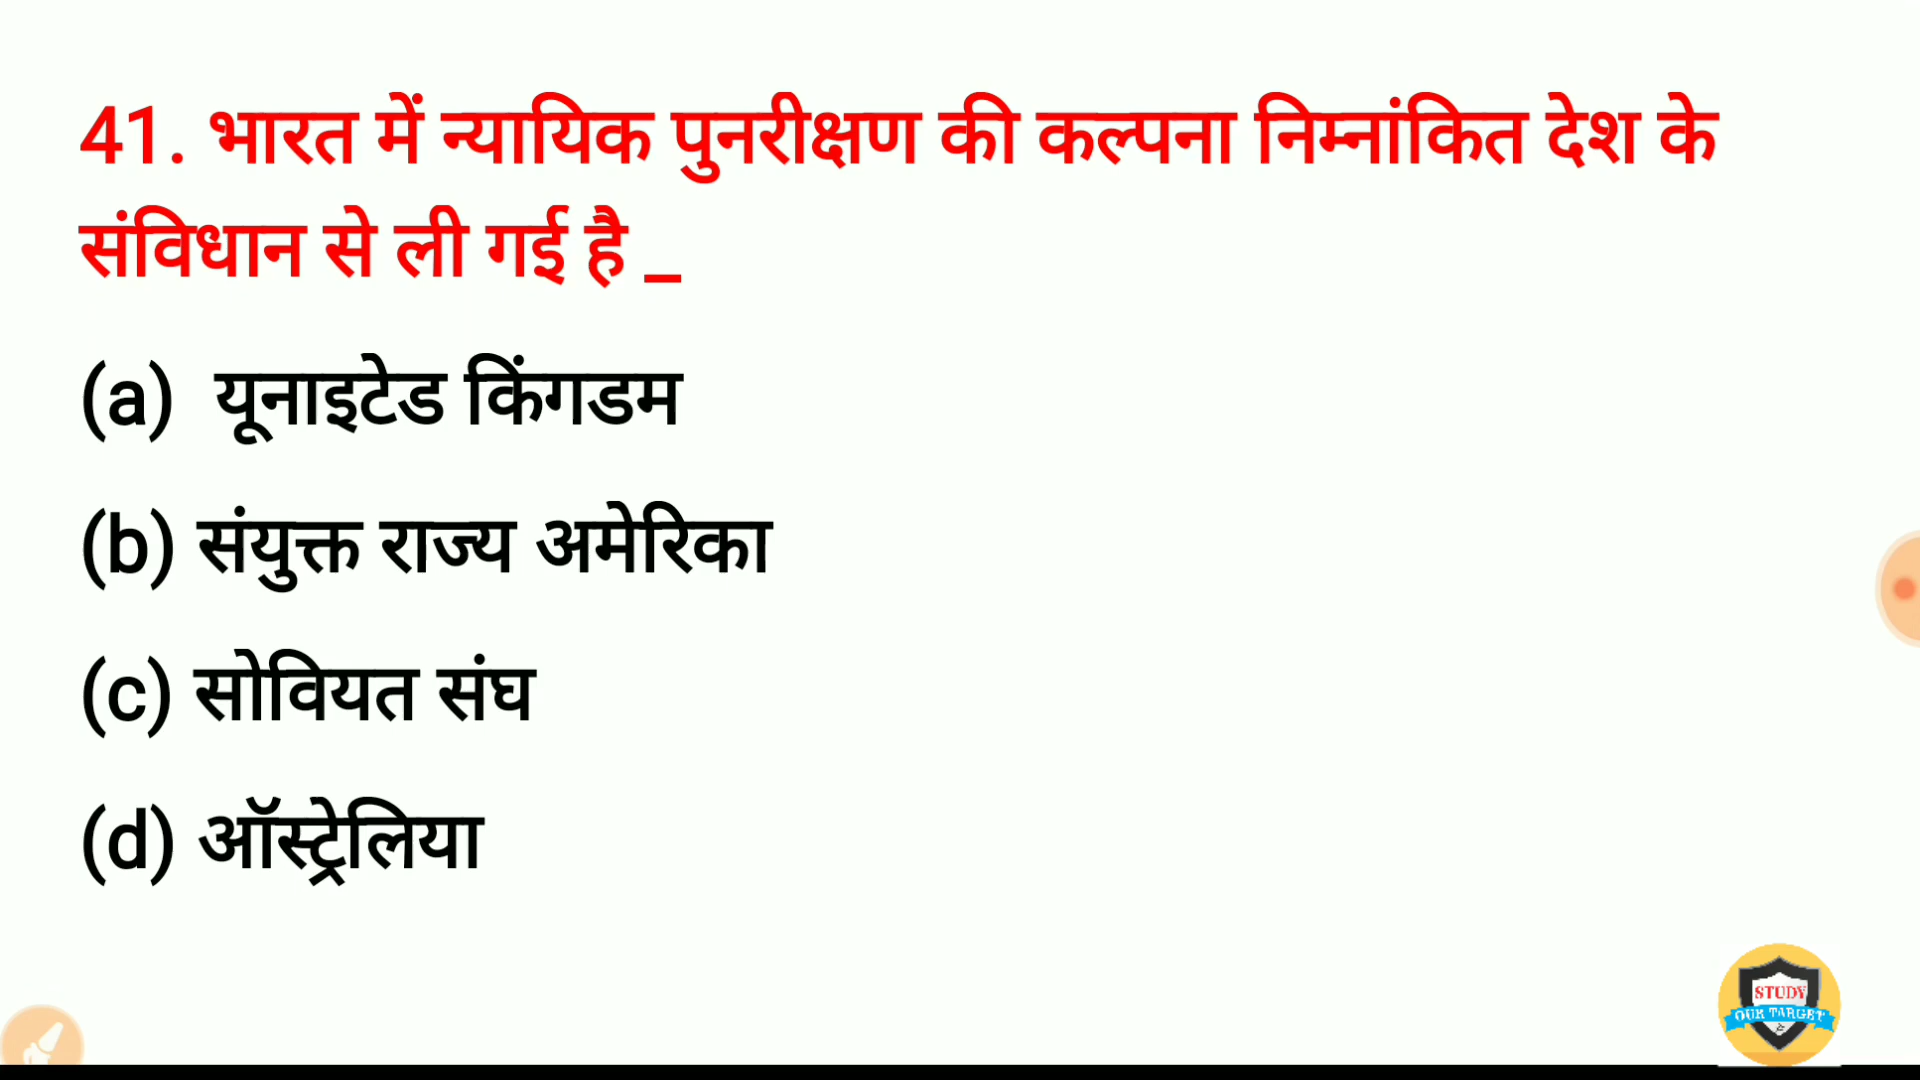 41. भारत में न्यायिक पुनरीक्षण की कल्पना निम्नांकित देश के
संविधान से ली गई है _
(a) यूनाइटेड किंगडम
(b) संयुक्त राज्य अमेरिका
(c) सोवियत संघ
(d) ऑस्ट्रेलिया
STUDY
OUR TARGET